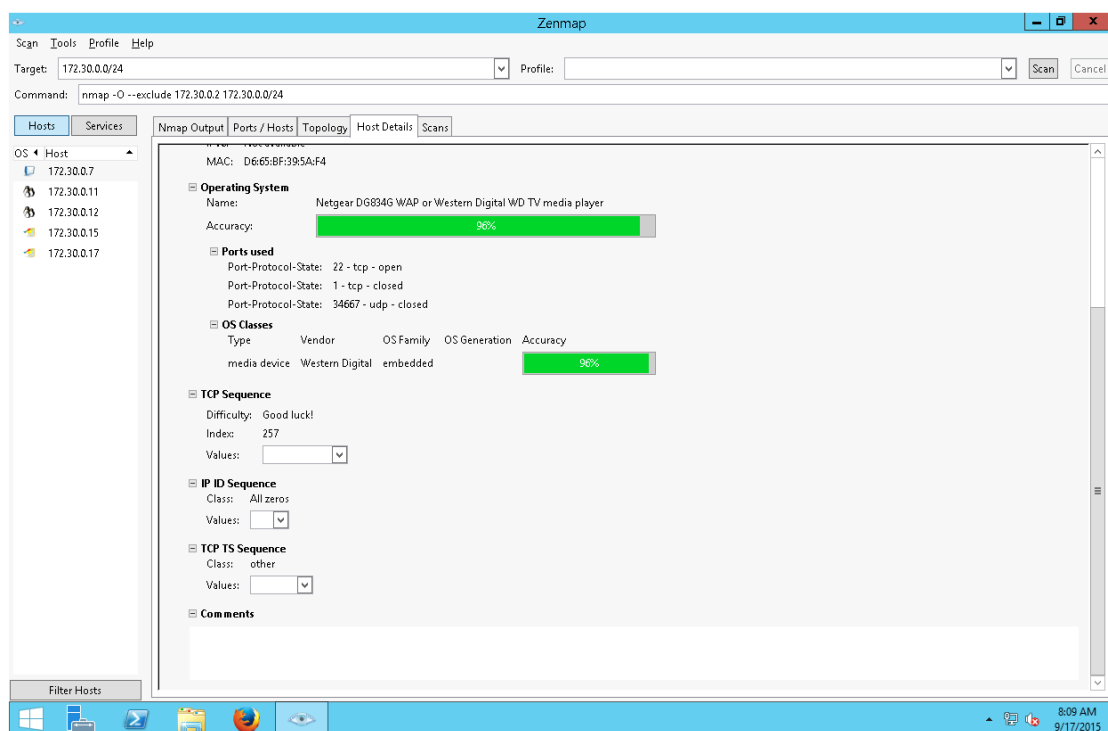 Zenmap
Scan Tools Profile Help
Target: 172.30.0.0/24 Profile: Scan Cancel
Command: nmap -O --exclude 172.30.0.2 172.30.0.0/24
Hosts Services Nmap Output Ports / Hosts Topology Host Details Scans
OS Host
172.30.0.7
172.30.0.11
172.30.0.12
172.30.0.15
172.30.0.17
MAC: D6:65:BF:39:5A:F4
Operating System
Name: Netgear DG834G WAP or Western Digital WD TV media player
Accuracy: 96%
Ports used
Port-Protocol-State: 22 - tcp - open
Port-Protocol-State: 1 - tcp - closed
Port-Protocol-State: 34667 - udp - closed
OS Classes
Type Vendor OS Family OS Generation Accuracy
media device Western Digital embedded 96%
TCP Sequence
Difficulty: Good luck!
Index: 257
Values:
IP ID Sequence
Class: All zeros
Values:
TCP TS Sequence
Class: other
Values:
Comments
Filter Hosts
8:09 AM
9/17/2015